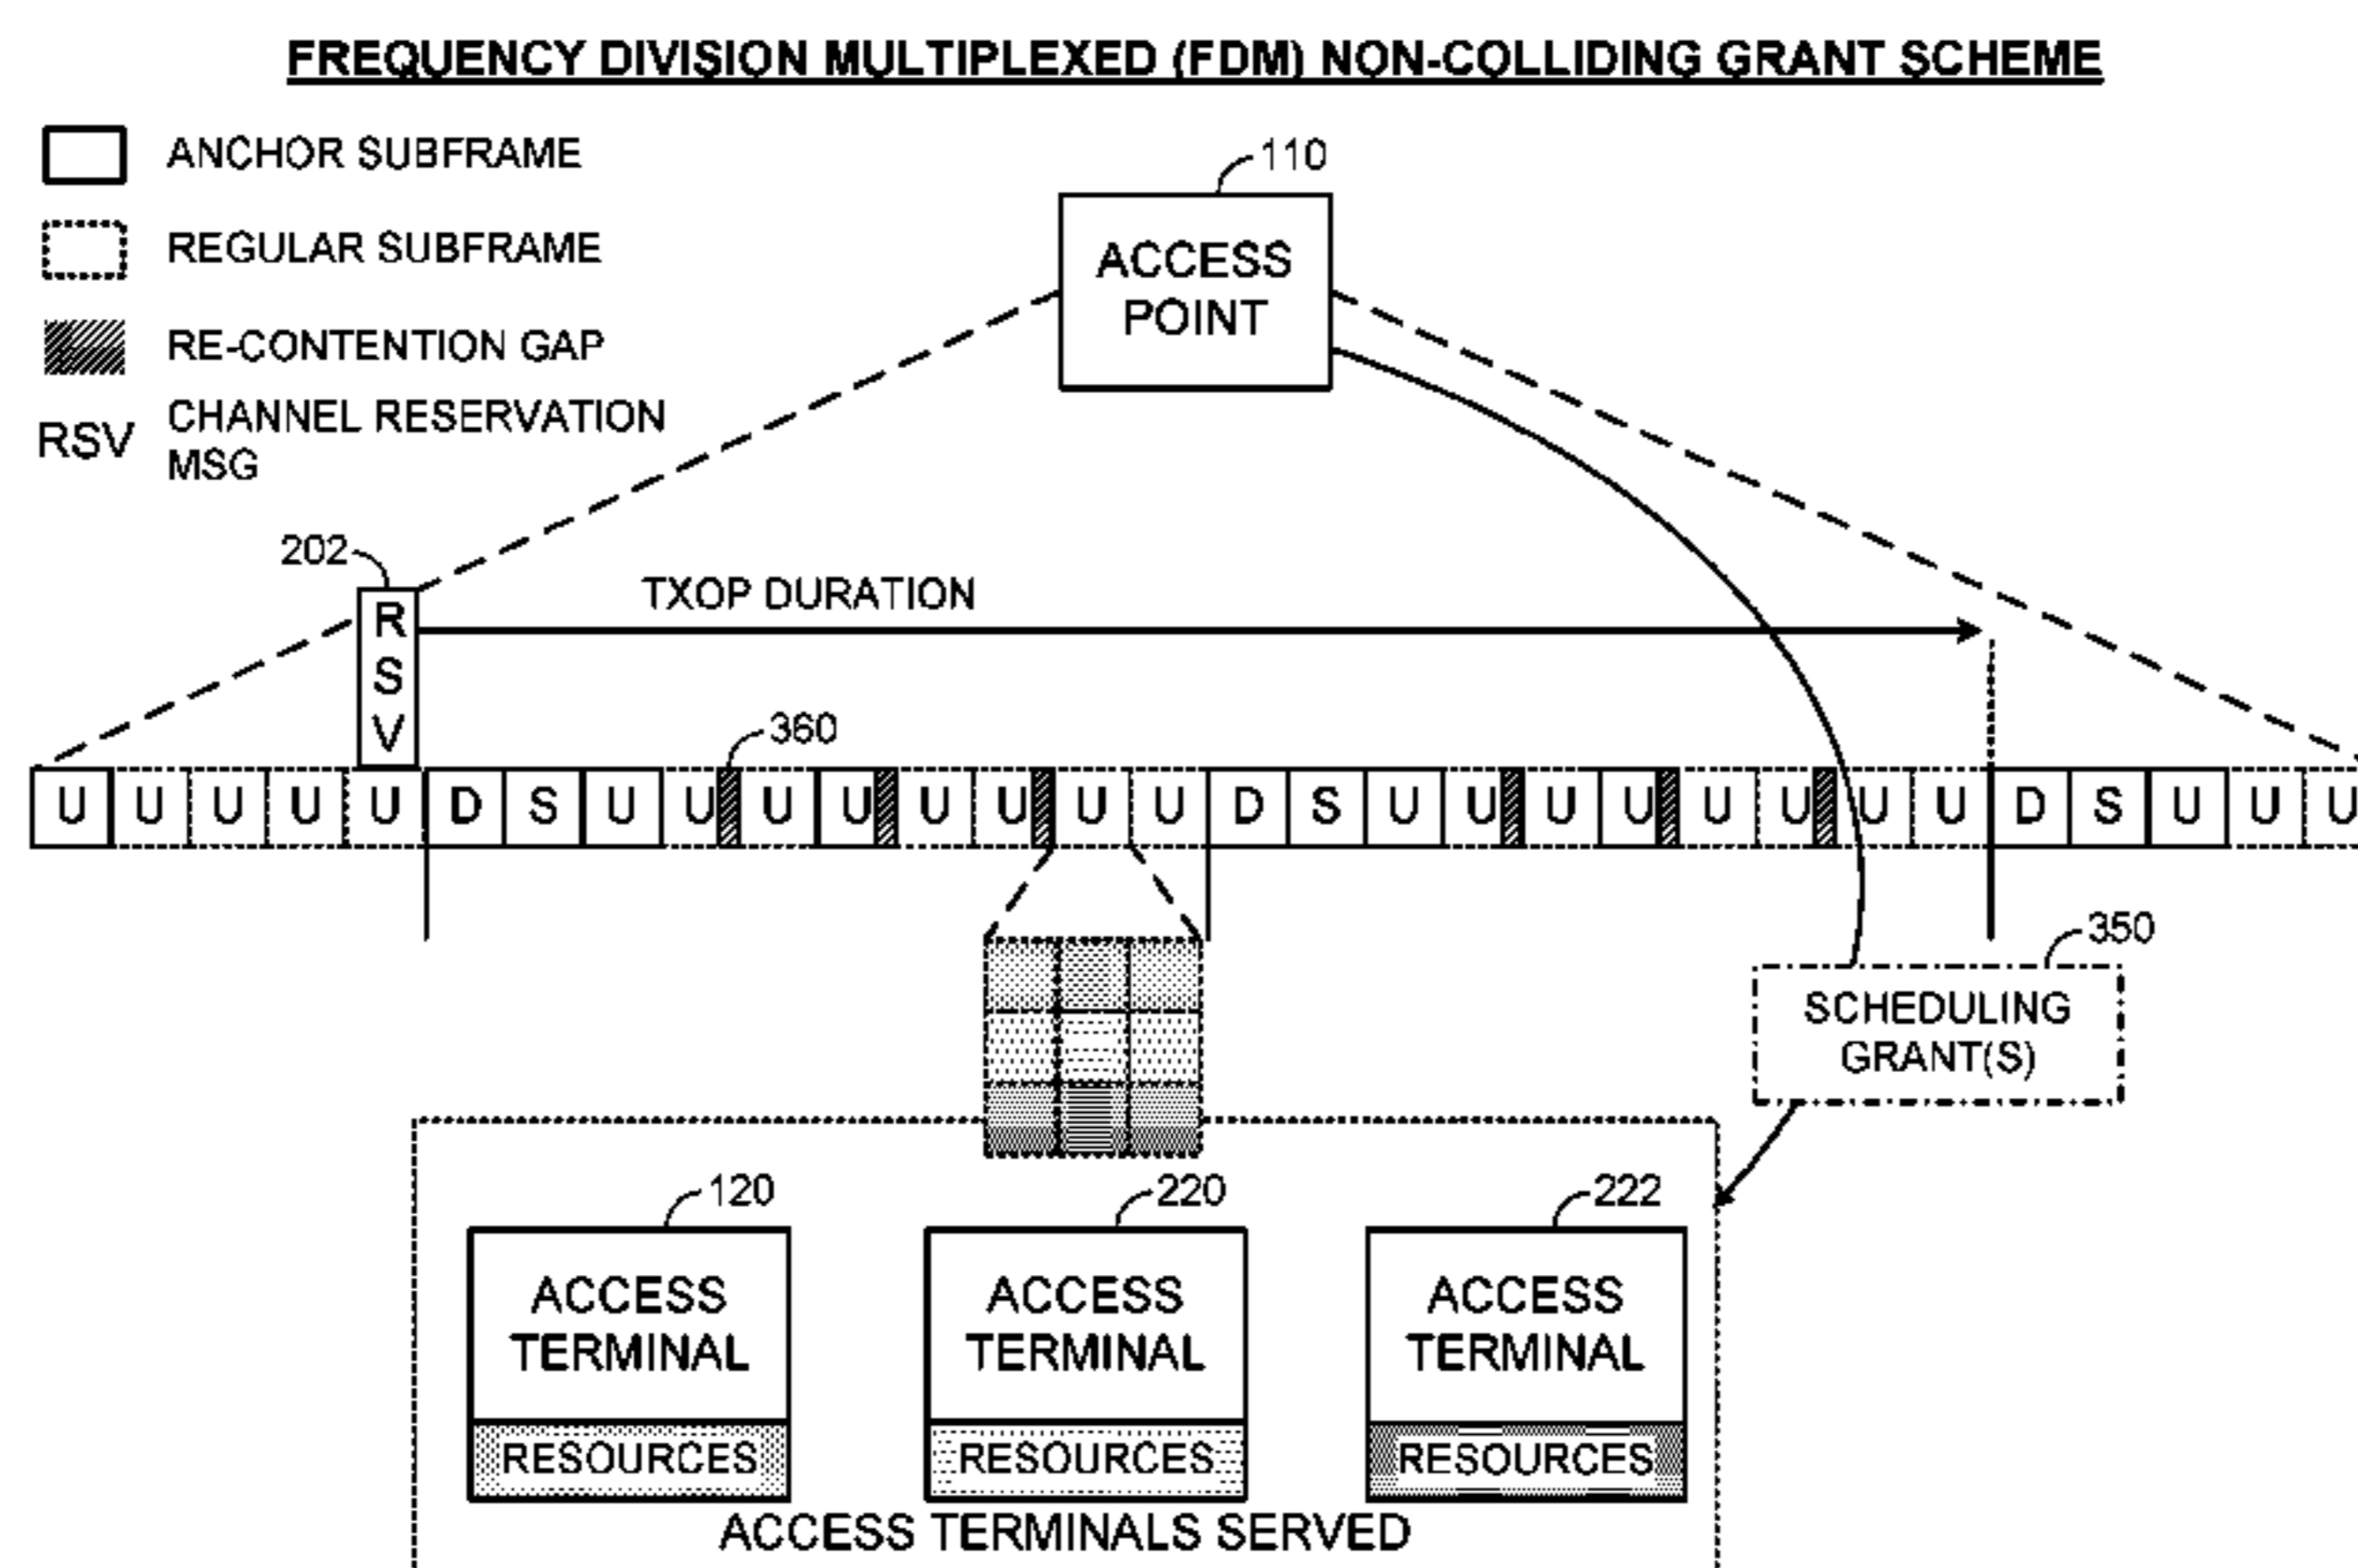 FREQUENCY DIVISION MULTIPLEXED (FDM) NON-COLLIDING GRANT SCHEME
ANCHOR SUBFRAME
REGULAR SUBFRAME
RE-CONTENTION GAP
RSV CHANNEL RESERVATION
MSG
110
ACCESS
POINT
202
R
S
V
TXOP DURATION
360
U U U U U D S U U U U U U U U D S U U U U U U U U D S U U U
350
SCHEDULING
GRANT(S)
120 220 222
ACCESS ACCESS ACCESS
TERMINAL TERMINAL TERMINAL
RESOURCES RESOURCES RESOURCES
ACCESS TERMINALS SERVED